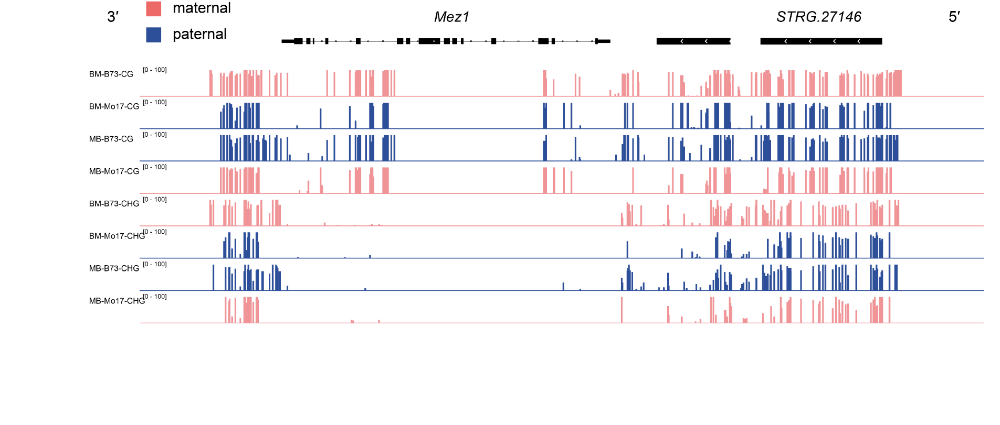 maternal
3′ Mez1 STRG.27146 5′
paternal
BM-B73-CG [0 - 100]
BM-Mo17-CG [0 - 100]
MB-B73-CG [0 - 100]
MB-Mo17-CG [0 - 100]
BM-B73-CHG [0 - 100]
BM-Mo17-CHG [0 - 100]
MB-B73-CHG [0 - 100]
MB-Mo17-CHG [0 - 100]